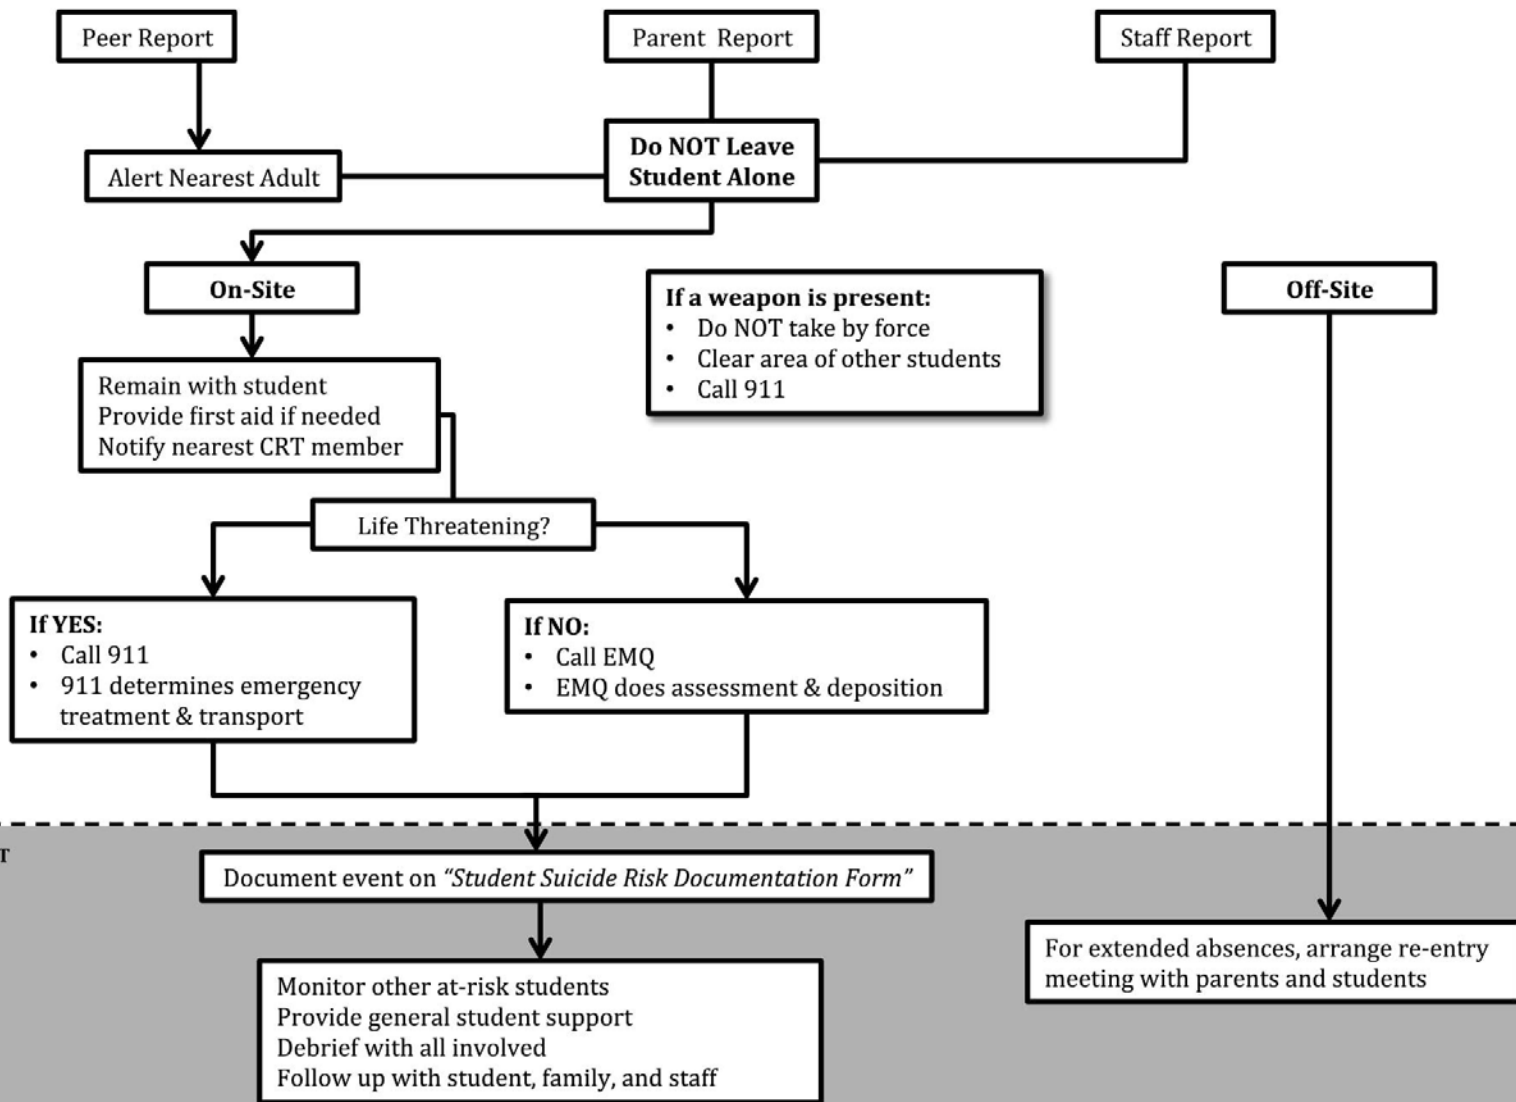 Peer Report
Parent Report
Staff Report
Alert Nearest Adult
Do NOT Leave
Student Alone
On-Site
If a weapon is present:
• Do NOT take by force
• Clear area of other students
• Call 911
Off-Site
Remain with student
Provide first aid if needed
Notify nearest CRT member
Life Threatening?
If YES:
• Call 911
• 911 determines emergency
treatment & transport
If NO:
• Call EMQ
• EMQ does assessment & deposition
T
Document event on “Student Suicide Risk Documentation Form”
For extended absences, arrange re-entry
meeting with parents and students
Monitor other at-risk students
Provide general student support
Debrief with all involved
Follow up with student, family, and staff